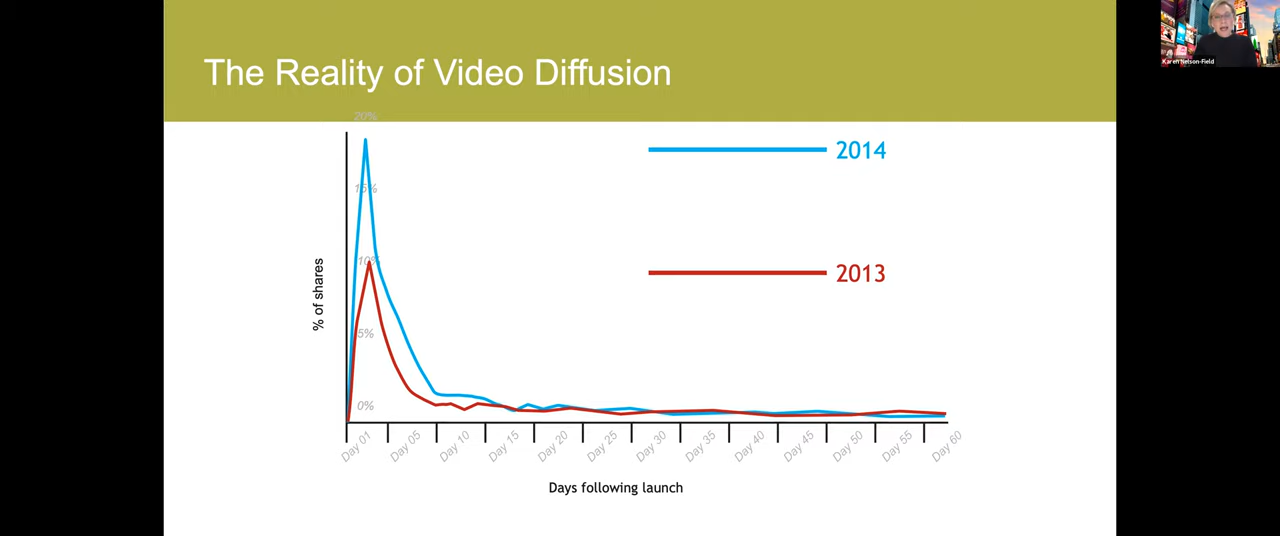 The Reality of Video Diffusion
Karen Nelson-Field
20%
2014
15%
10%
2013
% of shares
5%
0%
Day 01 Day 05 Day 10 Day 15 Day 20 Day 25 Day 30 Day 35 Day 40 Day 45 Day 50 Day 55 Day 60
Days following launch